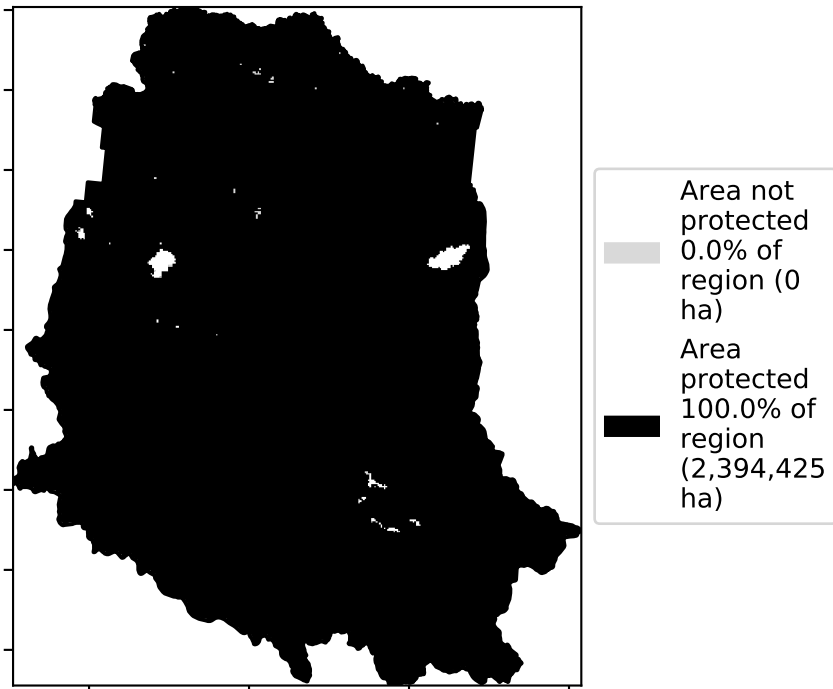 Area not
protected
0.0% of
region (0
ha)
Area
protected
100.0% of
region
(2,394,425
ha)